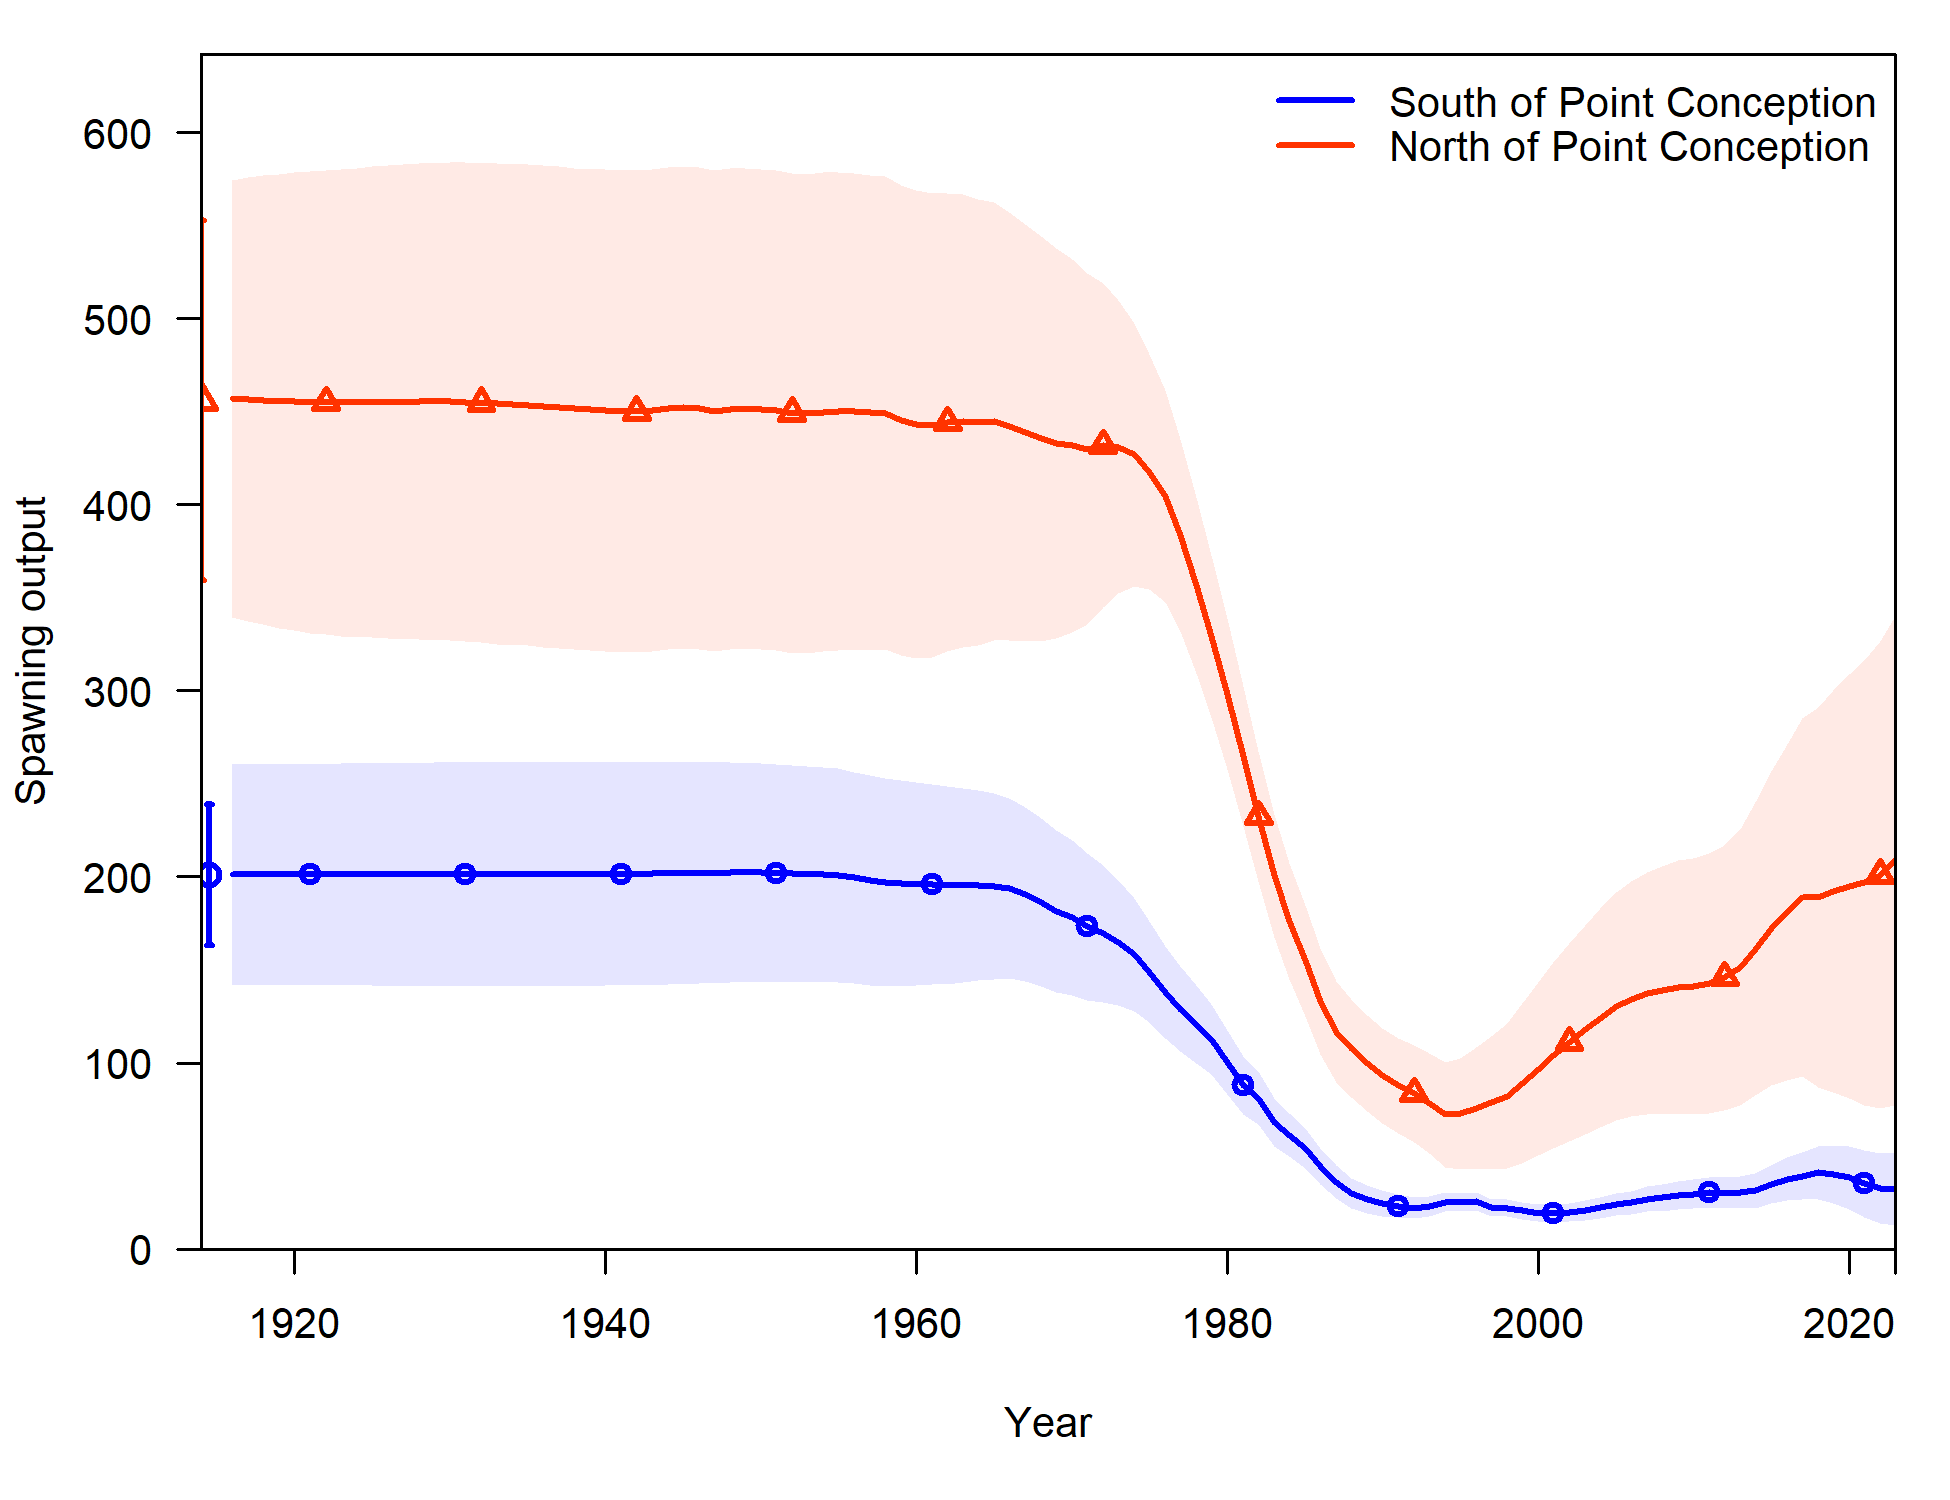 South of Point Conception
North of Point Conception
600
500
400
300
200
100
0
Spawning output
1920 1940 1960 1980 2000 2020
Year